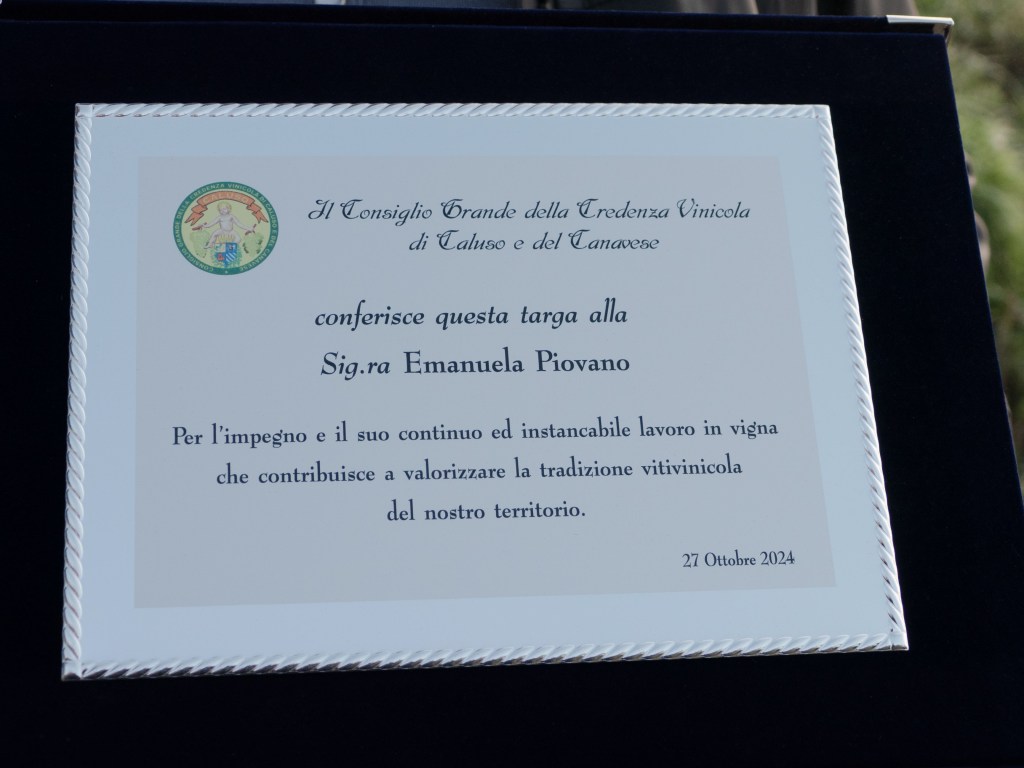 Il Consiglio Grande della Credenza Vinicola
di Caluso e del Canavese
conferisce questa targa alla
Sig.ra Emanuela Piovano
Per l'impegno e il suo continuo ed instancabile lavoro in vigna
che contribuisce a valorizzare la tradizione vitivinicola
del nostro territorio.
27 Ottobre 2024